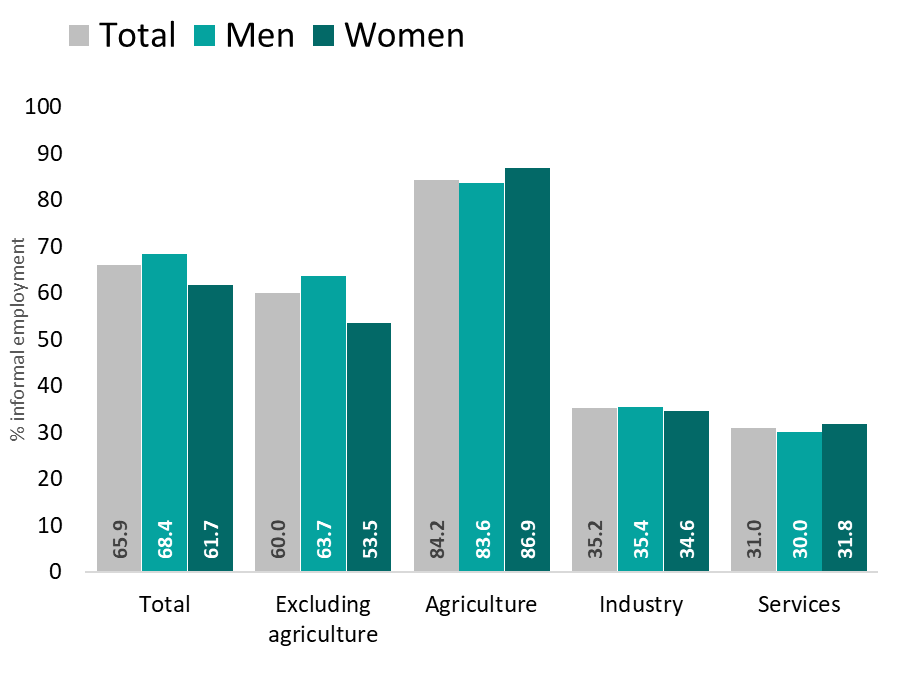 Total Men Women
% informal employment
100
90
80
70
60
50
40
30
20
10
0
65.9 68.4 61.7 60.0 63.7 53.5 84.2 83.6 86.9 35.2 35.4 34.6 31.0 30.0 31.8
Total Excluding agriculture Agriculture Industry Services